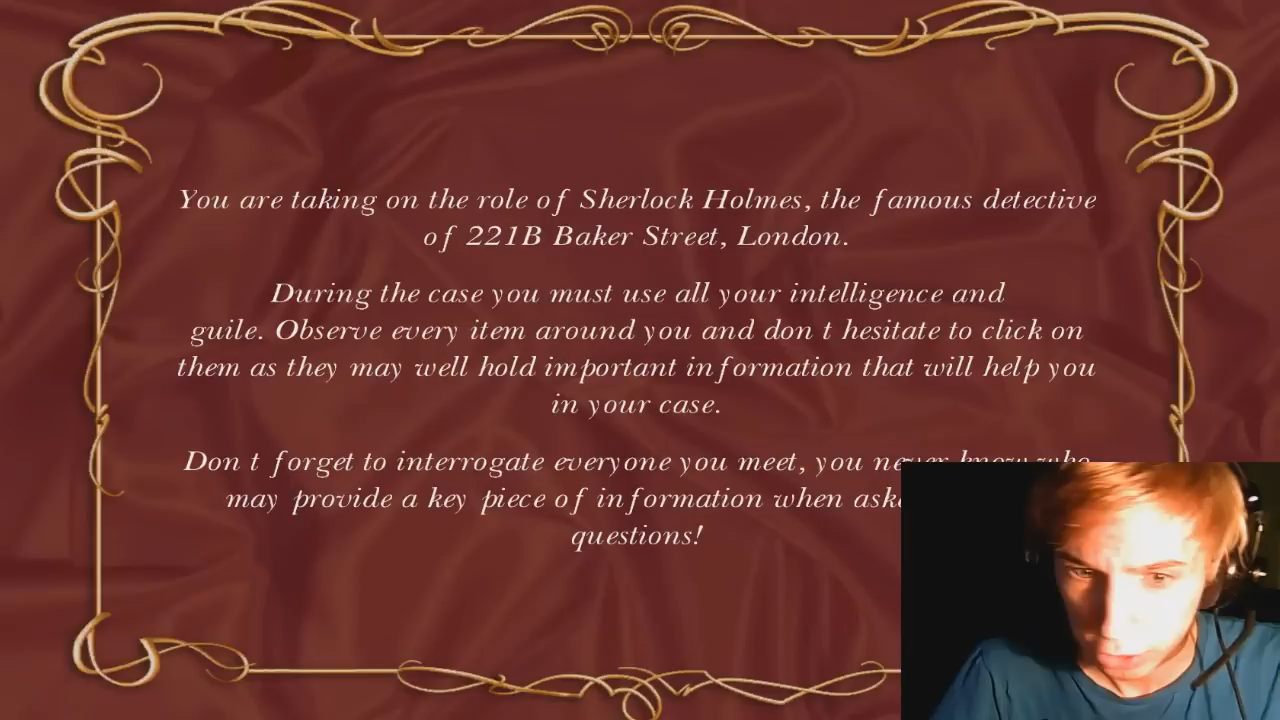 You are taking on the role of Sherlock Holmes, the famous detective
of 221B Baker Street, London.
During the case you must use all your intelligence and
guile. Observe every item around you and don t hesitate to click on
them as they may well hold important information that will help you
in your case.
Don t forget to interrogate everyone you meet, you never know who
may provide a key piece of information when
questions!